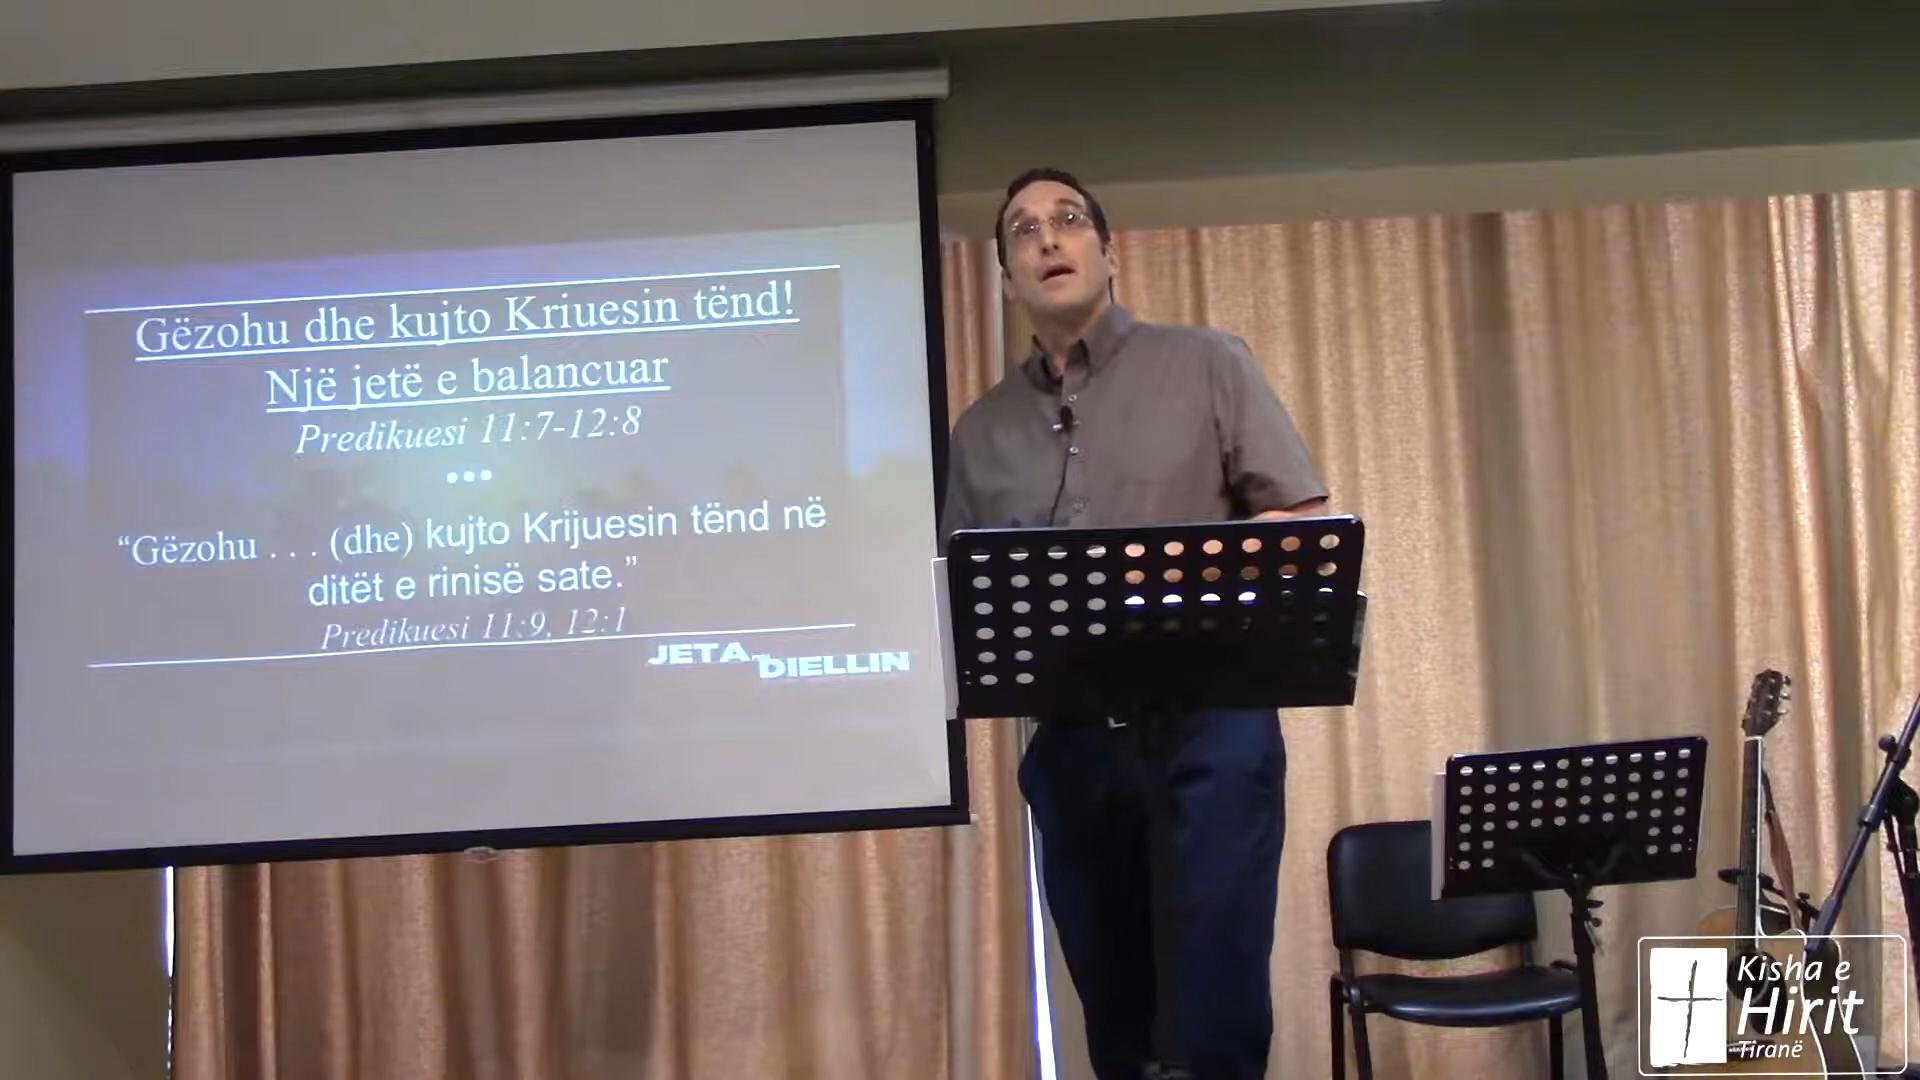 Gëzohu dhe kujto Kriuesin tënd!
Një jetë e balancuar
Predikuesi 11:7-12:8
•••
“Gëzohu . . . (dhe) kujto Krijuesin tënd në
ditët e rinisë sate.”
Predikuesi 11:9, 12:1
JETA
DIELLIN
Kisha e
Hirit
Tiranë